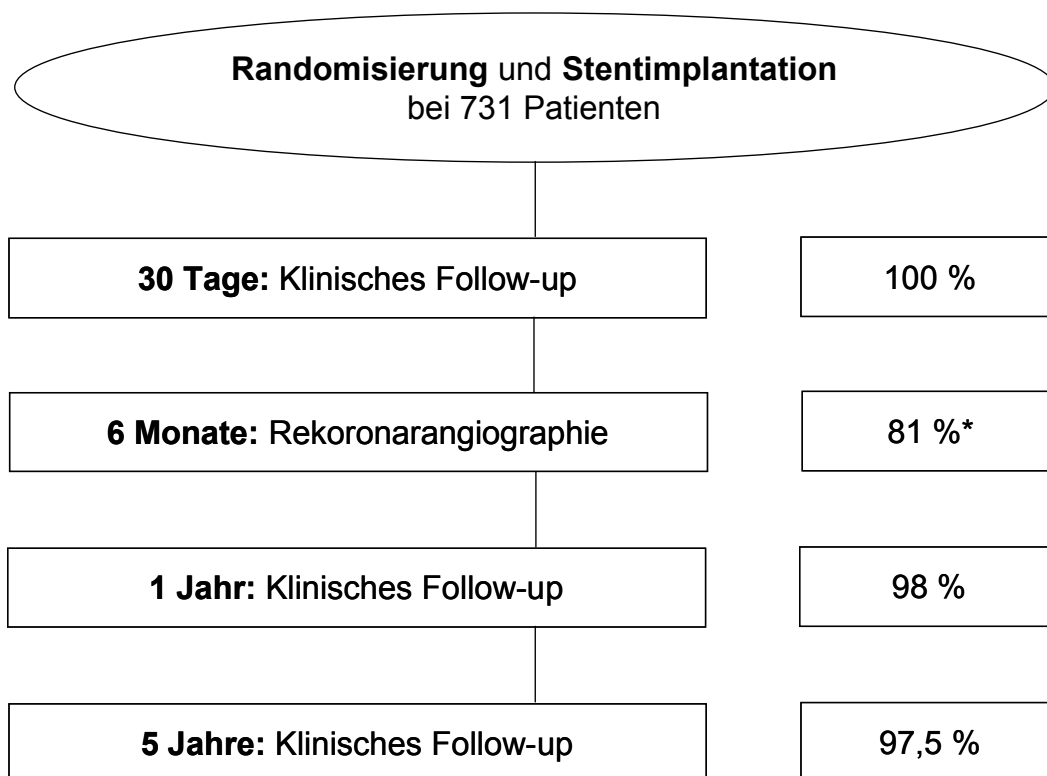 Randomisierung und Stentimplantation
bei 731 Patienten
30 Tage: Klinisches Follow-up
100 %
6 Monate: Rekoronarangiographie
81 %*
1 Jahr: Klinisches Follow-up
98 %
5 Jahre: Klinisches Follow-up
97,5 %